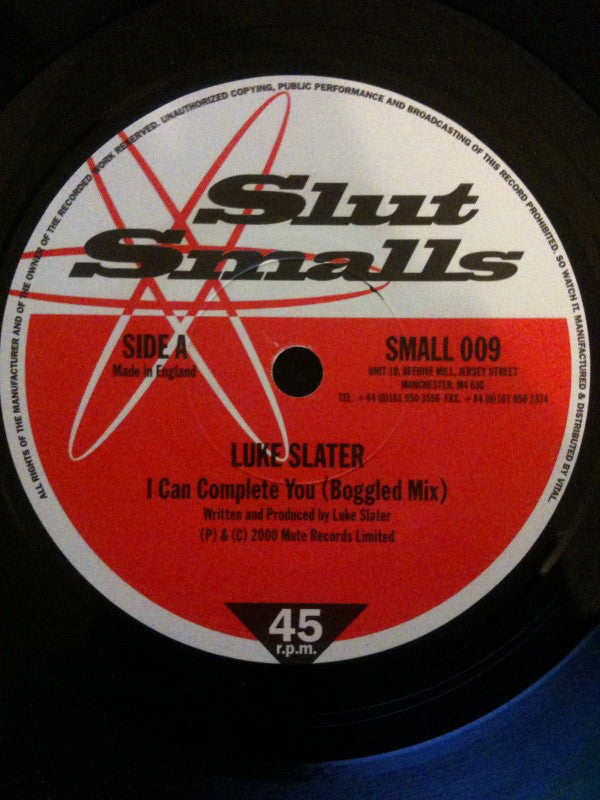 ALL RIGHTS OF THE MANUFACTURER AND OF THE OWNER OF THE RECORDED WORK RESERVED. UNAUTHORIZED COPYING, PUBLIC PERFORMANCE AND BROADCASTING OF THIS RECORD PROHIBITED. SO WATCH IT. MANUFACTURED & DISTRIBUTED BY VITAL.
Slut
Smalls
SIDE A
Made in England
SMALL 009
UNIT 10, BEEHIVE MILL, JERSEY STREET
MANCHESTER, M4 6JG
TEL. +44 (0)161 950 3556 FAX. +44 (0)161 950 2374
LUKE SLATER
I Can Complete You (Boggled Mix)
Written and Produced by Luke Slater
(P) & (C) 2000 Mute Records Limited
45
r.p.m.